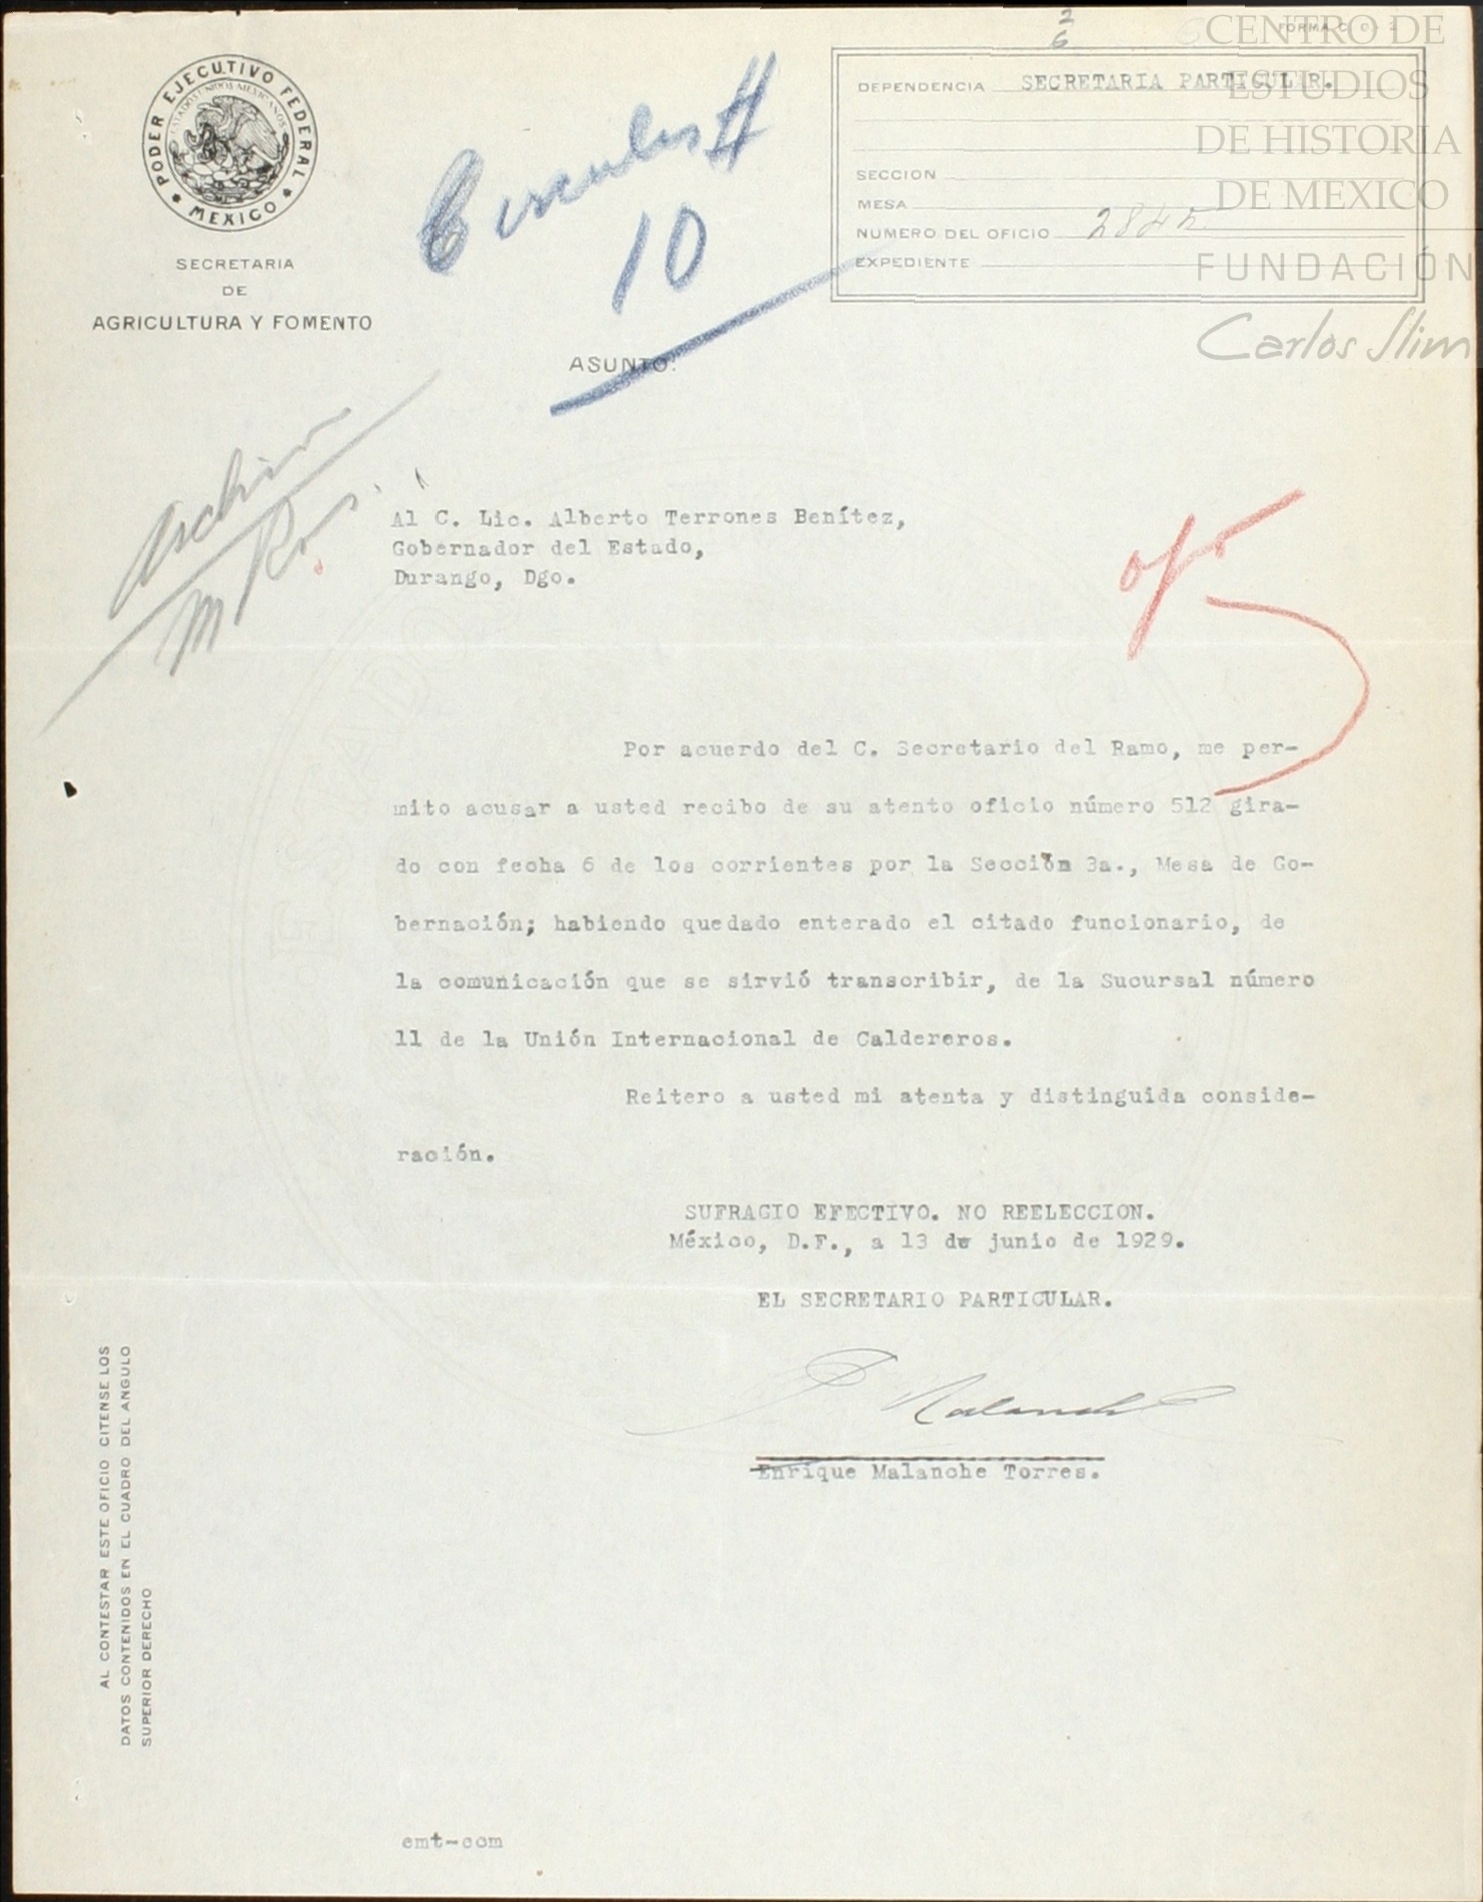 2
6
FORMA C. G. 2
CENTRO DE
ESTUDIOS
DE HISTORIA
DE MEXICO
FUNDACIÓN
Carlos Slim
PODER EJECUTIVO FEDERAL
ESTADOS UNIDOS MEXICANOS
MEXICO
SECRETARIA
DE
AGRICULTURA Y FOMENTO
Circular #
10
DEPENDENCIA SECRETARIA PARTICULAR.
SECCION
MESA
NUMERO DEL OFICIO
EXPEDIENTE
ASUNTO:
Archivo
Al C. Lic. Alberto Terrones Benítez,
Gobernador del Estado,
Durango, Dgo.
Por acuerdo del C. Secretario del Ramo, me per-
mito acusar a usted recibo de su atento oficio número 512 gira-
do con fecha 6 de los corrientes por la Sección 3a., Mesa de Go-
bernación; habiendo quedado enterado el citado funcionario, de
la comunicación que se sirvió transcribir, de la Sucursal número
11 de la Unión Internacional de Caldereros.
Reitero a usted mi atenta y distinguida conside-
ración.
SUFRAGIO EFECTIVO. NO REELECCION.
México, D.F., a 13 de junio de 1929.
EL SECRETARIO PARTICULAR.
Enrique Malanche Torres.
AL CONTESTAR ESTE OFICIO CITENSE LOS
DATOS CONTENIDOS EN EL CUADRO DEL ANGULO
SUPERIOR DERECHO
emt-ecm